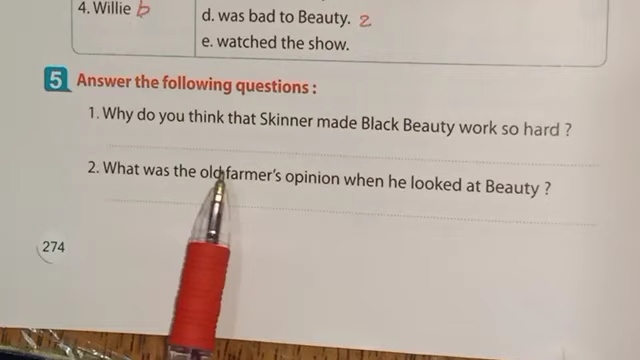 4. Willie b
d. was bad to Beauty. 2
e. watched the show.
5 Answer the following questions :
1. Why do you think that Skinner made Black Beauty work so hard ?
2. What was the old farmer's opinion when he looked at Beauty ?
274